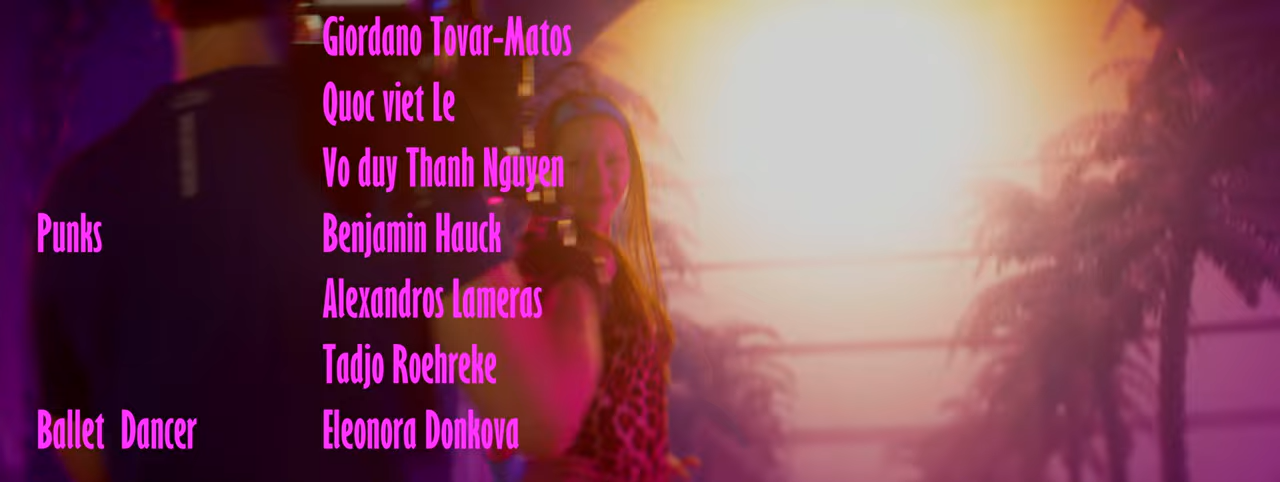 Giordano Tovar-Matos
Quoc viet Le
Vo duy Thanh Nguyen
Punks Benjamin Hauck
Alexandros Lameras
Tadjo Roehreke
Ballet Dancer Eleonora Donkova